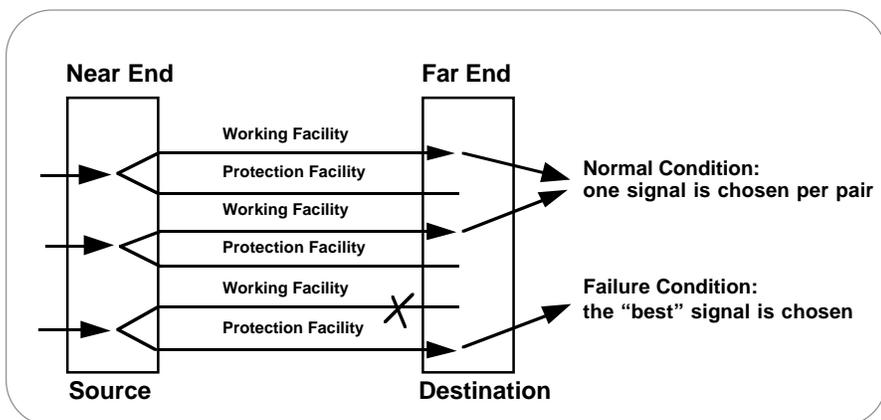 Near End
Far End
Working Facility
Protection Facility
Normal Condition:
one signal is chosen per pair
Working Facility
Protection Facility
Working Facility
Failure Condition:
the “best” signal is chosen
Protection Facility
Source
Destination